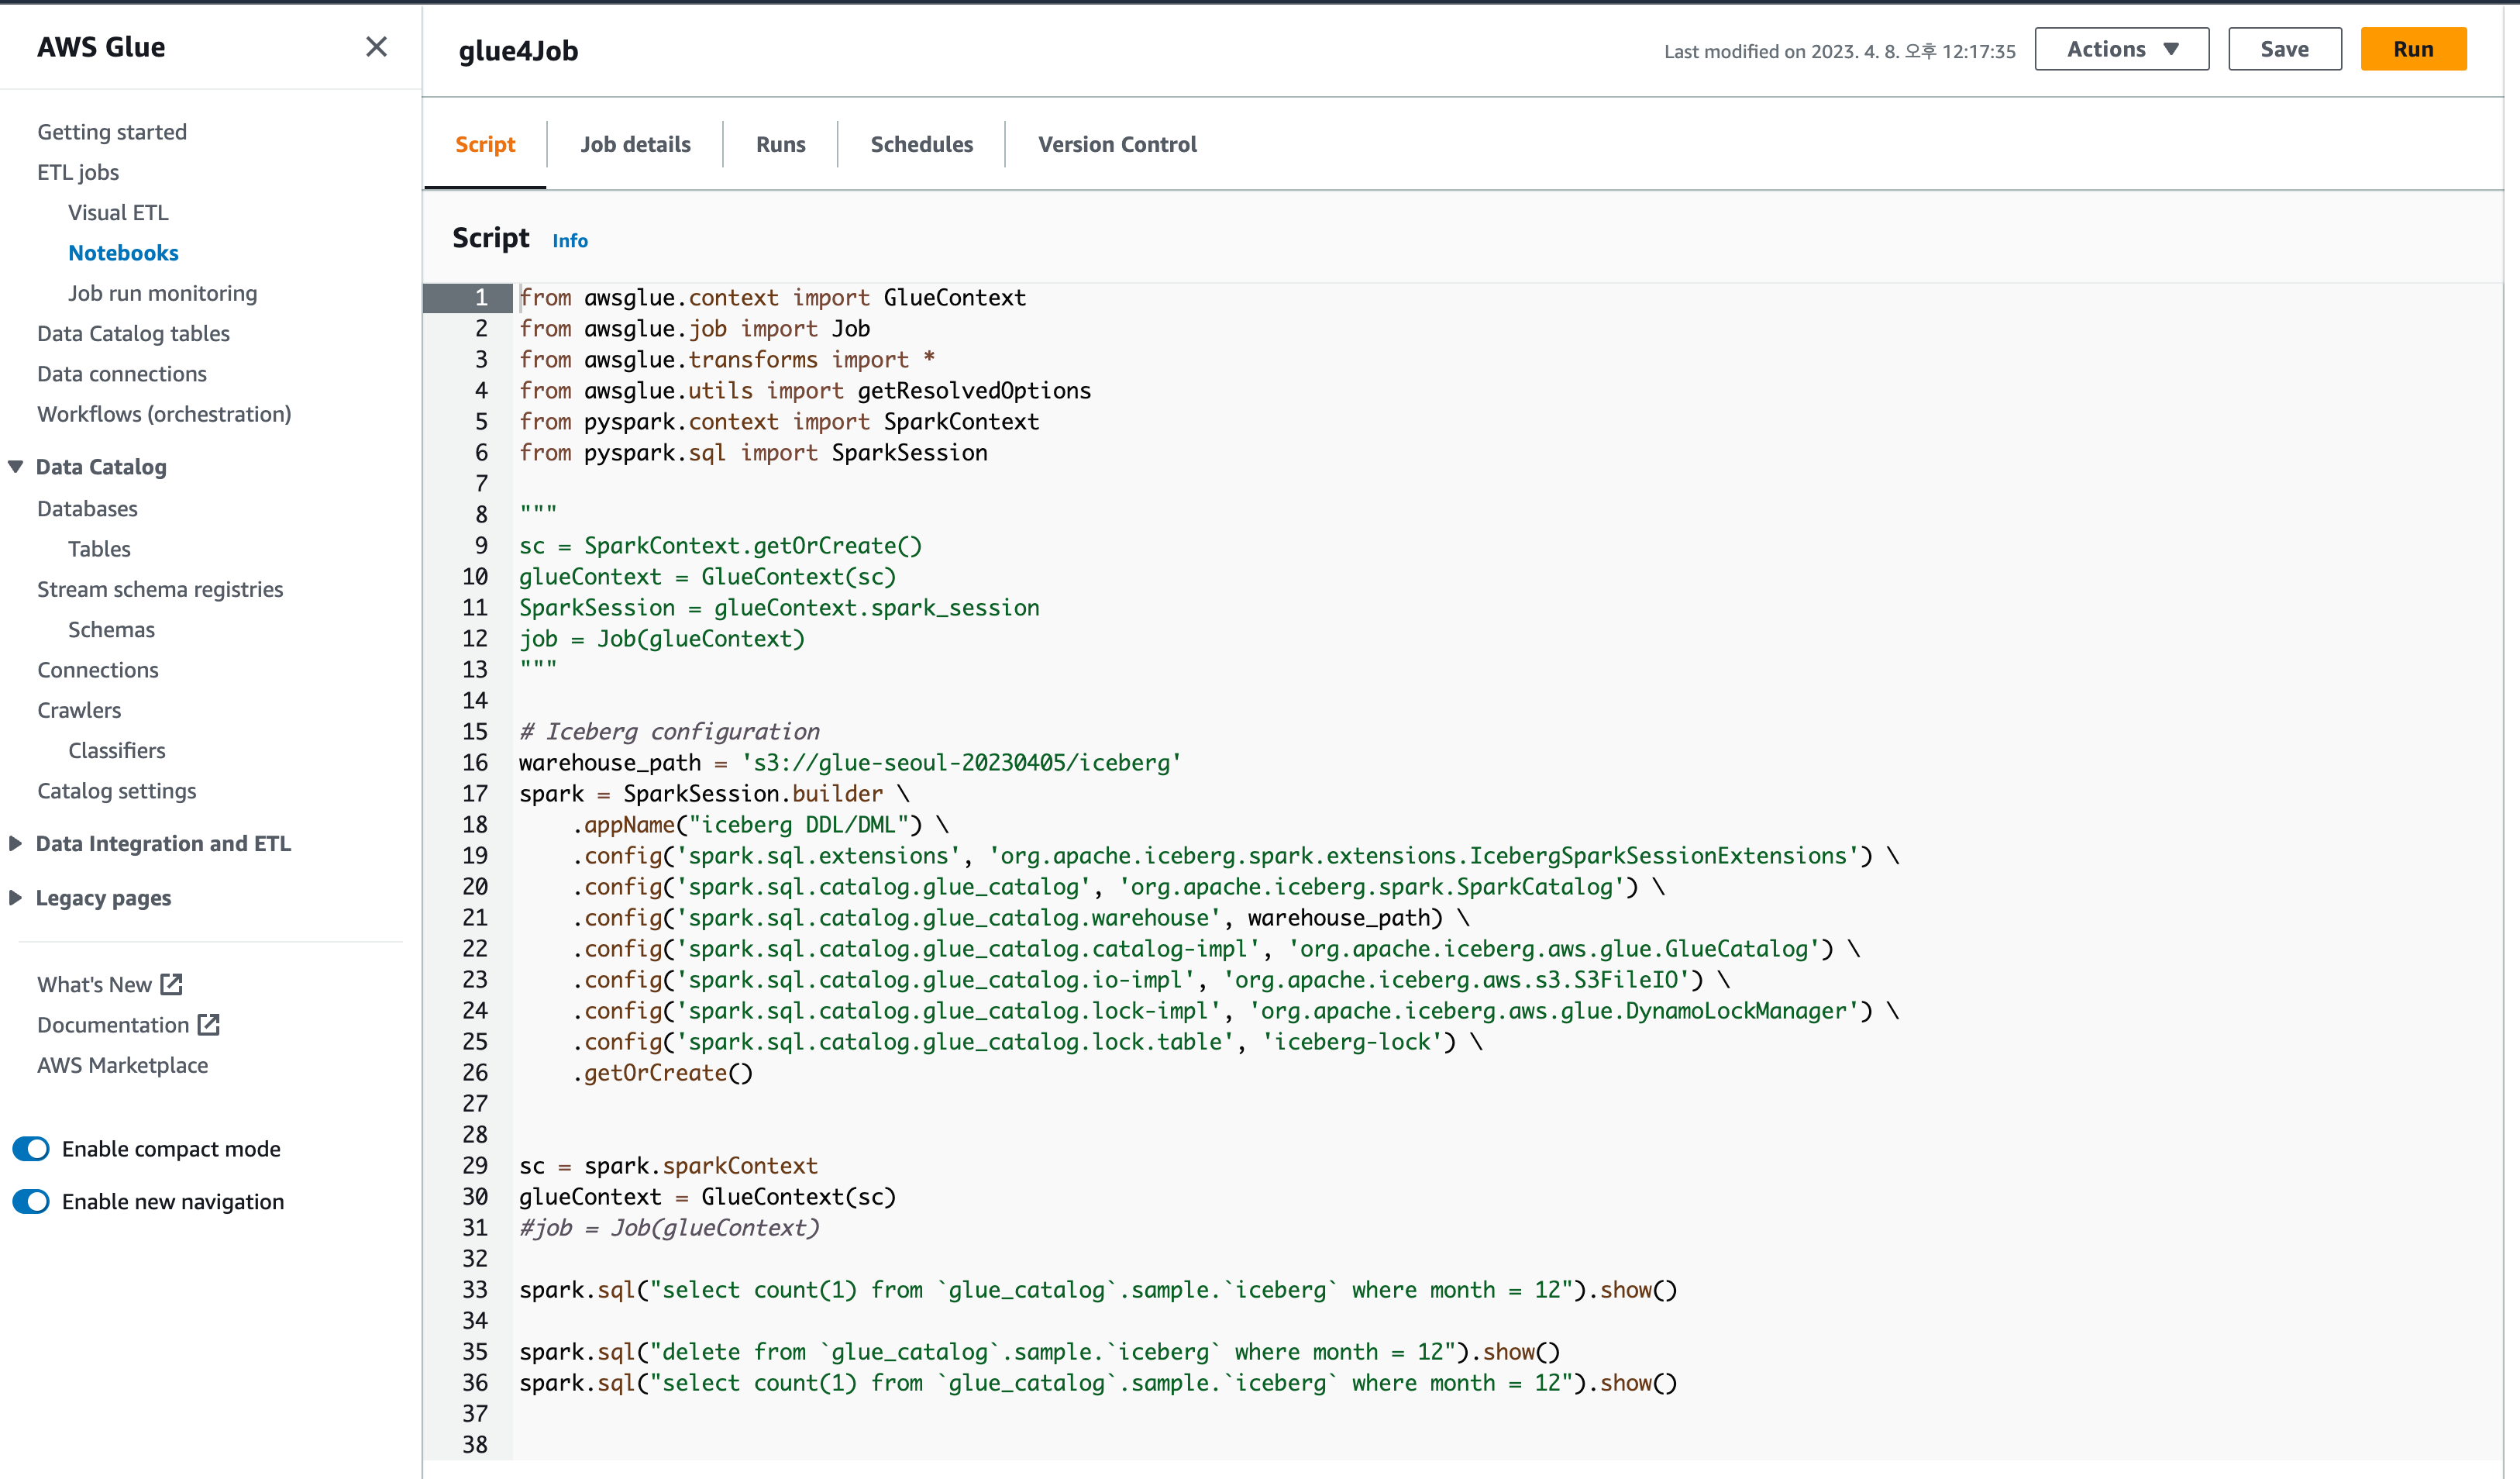 AWS Glue
Getting started
ETL jobs
Visual ETL
Notebooks
Job run monitoring
Data Catalog tables
Data connections
Workflows (orchestration)
Data Catalog
Databases
Tables
Stream schema registries
Schemas
Connections
Crawlers
Classifiers
Catalog settings
Data Integration and ETL
Legacy pages
What's New
Documentation
AWS Marketplace
Enable compact mode
Enable new navigation
glue4Job
Last modified on 2023. 4. 8. 오후 12:17:35
Actions
Save
Run
Script
Job details
Runs
Schedules
Version Control
Script Info
1 from awsglue.context import GlueContext
2 from awsglue.job import Job
3 from awsglue.transforms import *
4 from awsglue.utils import getResolvedOptions
5 from pyspark.context import SparkContext
6 from pyspark.sql import SparkSession
7
8 """
9 sc = SparkContext.getOrCreate()
10 glueContext = GlueContext(sc)
11 SparkSession = glueContext.spark_session
12 job = Job(glueContext)
13 """
14
15 # Iceberg configuration
16 warehouse_path = 's3://glue-seoul-20230405/iceberg'
17 spark = SparkSession.builder \
18     .appName("iceberg DDL/DML") \
19     .config('spark.sql.extensions', 'org.apache.iceberg.spark.extensions.IcebergSparkSessionExtensions') \
20     .config('spark.sql.catalog.glue_catalog', 'org.apache.iceberg.spark.SparkCatalog') \
21     .config('spark.sql.catalog.glue_catalog.warehouse', warehouse_path) \
22     .config('spark.sql.catalog.glue_catalog.catalog-impl', 'org.apache.iceberg.aws.glue.GlueCatalog') \
23     .config('spark.sql.catalog.glue_catalog.io-impl', 'org.apache.iceberg.aws.s3.S3FileIO') \
24     .config('spark.sql.catalog.glue_catalog.lock-impl', 'org.apache.iceberg.aws.glue.DynamoLockManager') \
25     .config('spark.sql.catalog.glue_catalog.lock.table', 'iceberg-lock') \
26     .getOrCreate()
27
28
29 sc = spark.sparkContext
30 glueContext = GlueContext(sc)
31 #job = Job(glueContext)
32
33 spark.sql("select count(1) from `glue_catalog`.sample.`iceberg` where month = 12").show()
34
35 spark.sql("delete from `glue_catalog`.sample.`iceberg` where month = 12").show()
36 spark.sql("select count(1) from `glue_catalog`.sample.`iceberg` where month = 12").show()
37
38